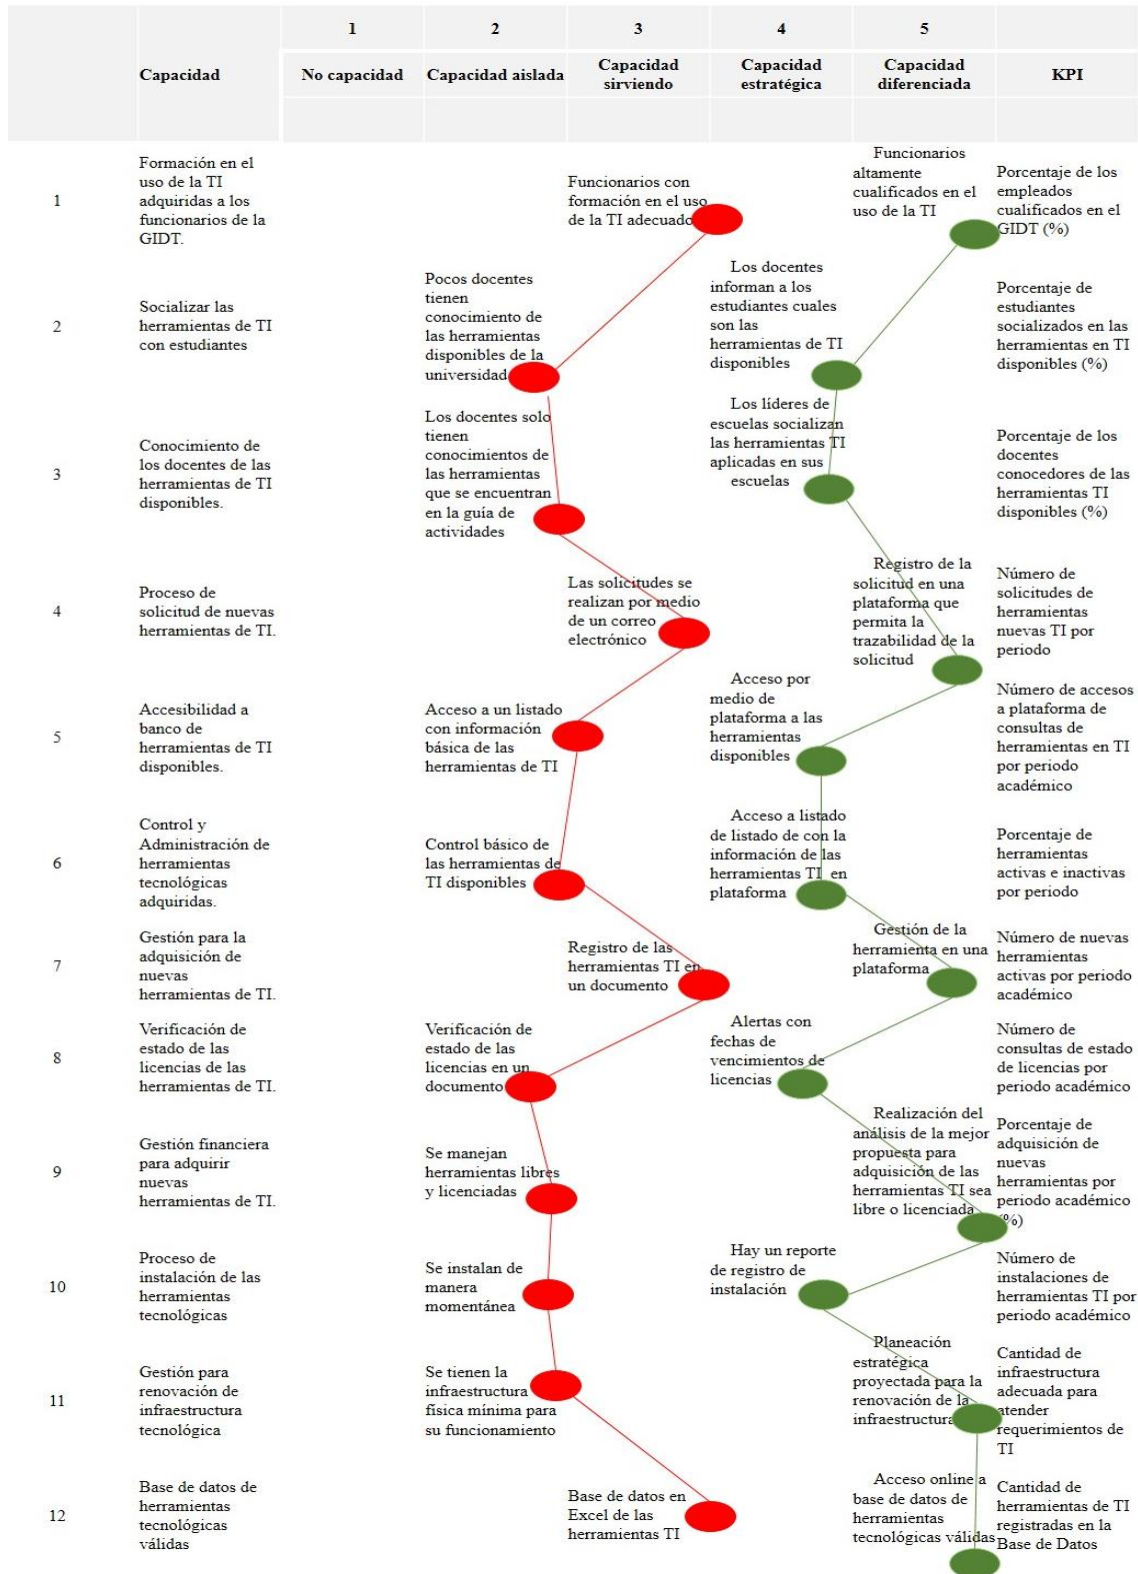 1 2 3 4 5
Capacidad No capacidad Capacidad aislada Capacidad sirviendo Capacidad estratégica Capacidad diferenciada KPI
1
Formación en el
uso de la TI
adquiridas a los
funcionarios de la
GIDT.
Funcionarios con
formación en el uso
de la TI adecuado
Funcionarios
altamente
cualificados en el
uso de la TI
Porcentaje de los
empleados
cualificados en el
GIDT (%)
2
Socializar las
herramientas de TI
con estudiantes
Pocos docentes
tienen
conocimiento de
las herramientas
disponibles de la
universidad
Los docentes
informan a los
estudiantes cuales
son las
herramientas de TI
disponibles
Porcentaje de
estudiantes
socializados en las
herramientas en TI
disponibles (%)
3
Conocimiento de
los docentes de las
herramientas de TI
disponibles.
Los docentes solo
tienen
conocimientos de
las herramientas
que se encuentran
en la guía de
actividades
Los líderes de
escuelas socializan
las herramientas TI
aplicadas en sus
escuelas
Porcentaje de los
docentes
conocedores de las
herramientas TI
disponibles (%)
4
Proceso de
solicitud de nuevas
herramientas de TI.
Las solicitudes se
realizan por medio
de un correo
electrónico
Registro de la
solicitud en una
plataforma que
permita la
trazabilidad de la
solicitud
Número de
solicitudes de
herramientas
nuevas TI por
periodo
5
Accesibilidad a
banco de
herramientas de TI
disponibles.
Acceso a un listado
con información
básica de las
herramientas de TI
Acceso por
medio de
plataforma a las
herramientas
disponibles
Número de accesos
a plataforma de
consultas de
herramientas en TI
por periodo
académico
6
Control y
Administración de
herramientas
tecnológicas
adquiridas.
Control básico de
las herramientas de
TI disponibles
Acceso a listado
de listado de con la
información de las
herramientas TI en
plataforma
Porcentaje de
herramientas
activas e inactivas
por periodo
7
Gestión para la
adquisición de
nuevas
herramientas de TI.
Registro de las
herramientas TI en
un documento
Gestión de la
herramienta en una
plataforma
Número de nuevas
herramientas
activas por periodo
académico
8
Verificación de
estado de las
licencias de las
herramientas de TI.
Verificación de
estado de las
licencias en un
documento
Alertas con
fechas de
vencimientos de
licencias
Número de
consultas de estado
de licencias por
periodo académico
9
Gestión financiera
para adquirir
nuevas
herramientas de TI.
Se manejan
herramientas libres
y licenciadas
Realización del
análisis de la mejor
propuesta para
adquisición de las
herramientas TI sea
libre o licenciada
Porcentaje de
adquisición de
nuevas
herramientas por
periodo académico
%)
10
Proceso de
instalación de las
herramientas
tecnológicas
Se instalan de
manera
momentánea
Hay un reporte
de registro de
instalación
Número de
instalaciones de
herramientas TI por
periodo académico
11
Gestión para
renovación de
infraestructura
tecnológica
Se tienen la
infraestructura
física mínima para
su funcionamiento
Planeación
estratégica
proyectada para la
renovación de la
infraestructura
Cantidad de
infraestructura
adecuada para
atender
requerimientos de
TI
12
Base de datos de
herramientas
tecnológicas
válidas
Base de datos en
Excel de las
herramientas TI
Acceso online a
base de datos de
herramientas
tecnológicas válidas
Cantidad de
herramientas de TI
registradas en la
Base de Datos